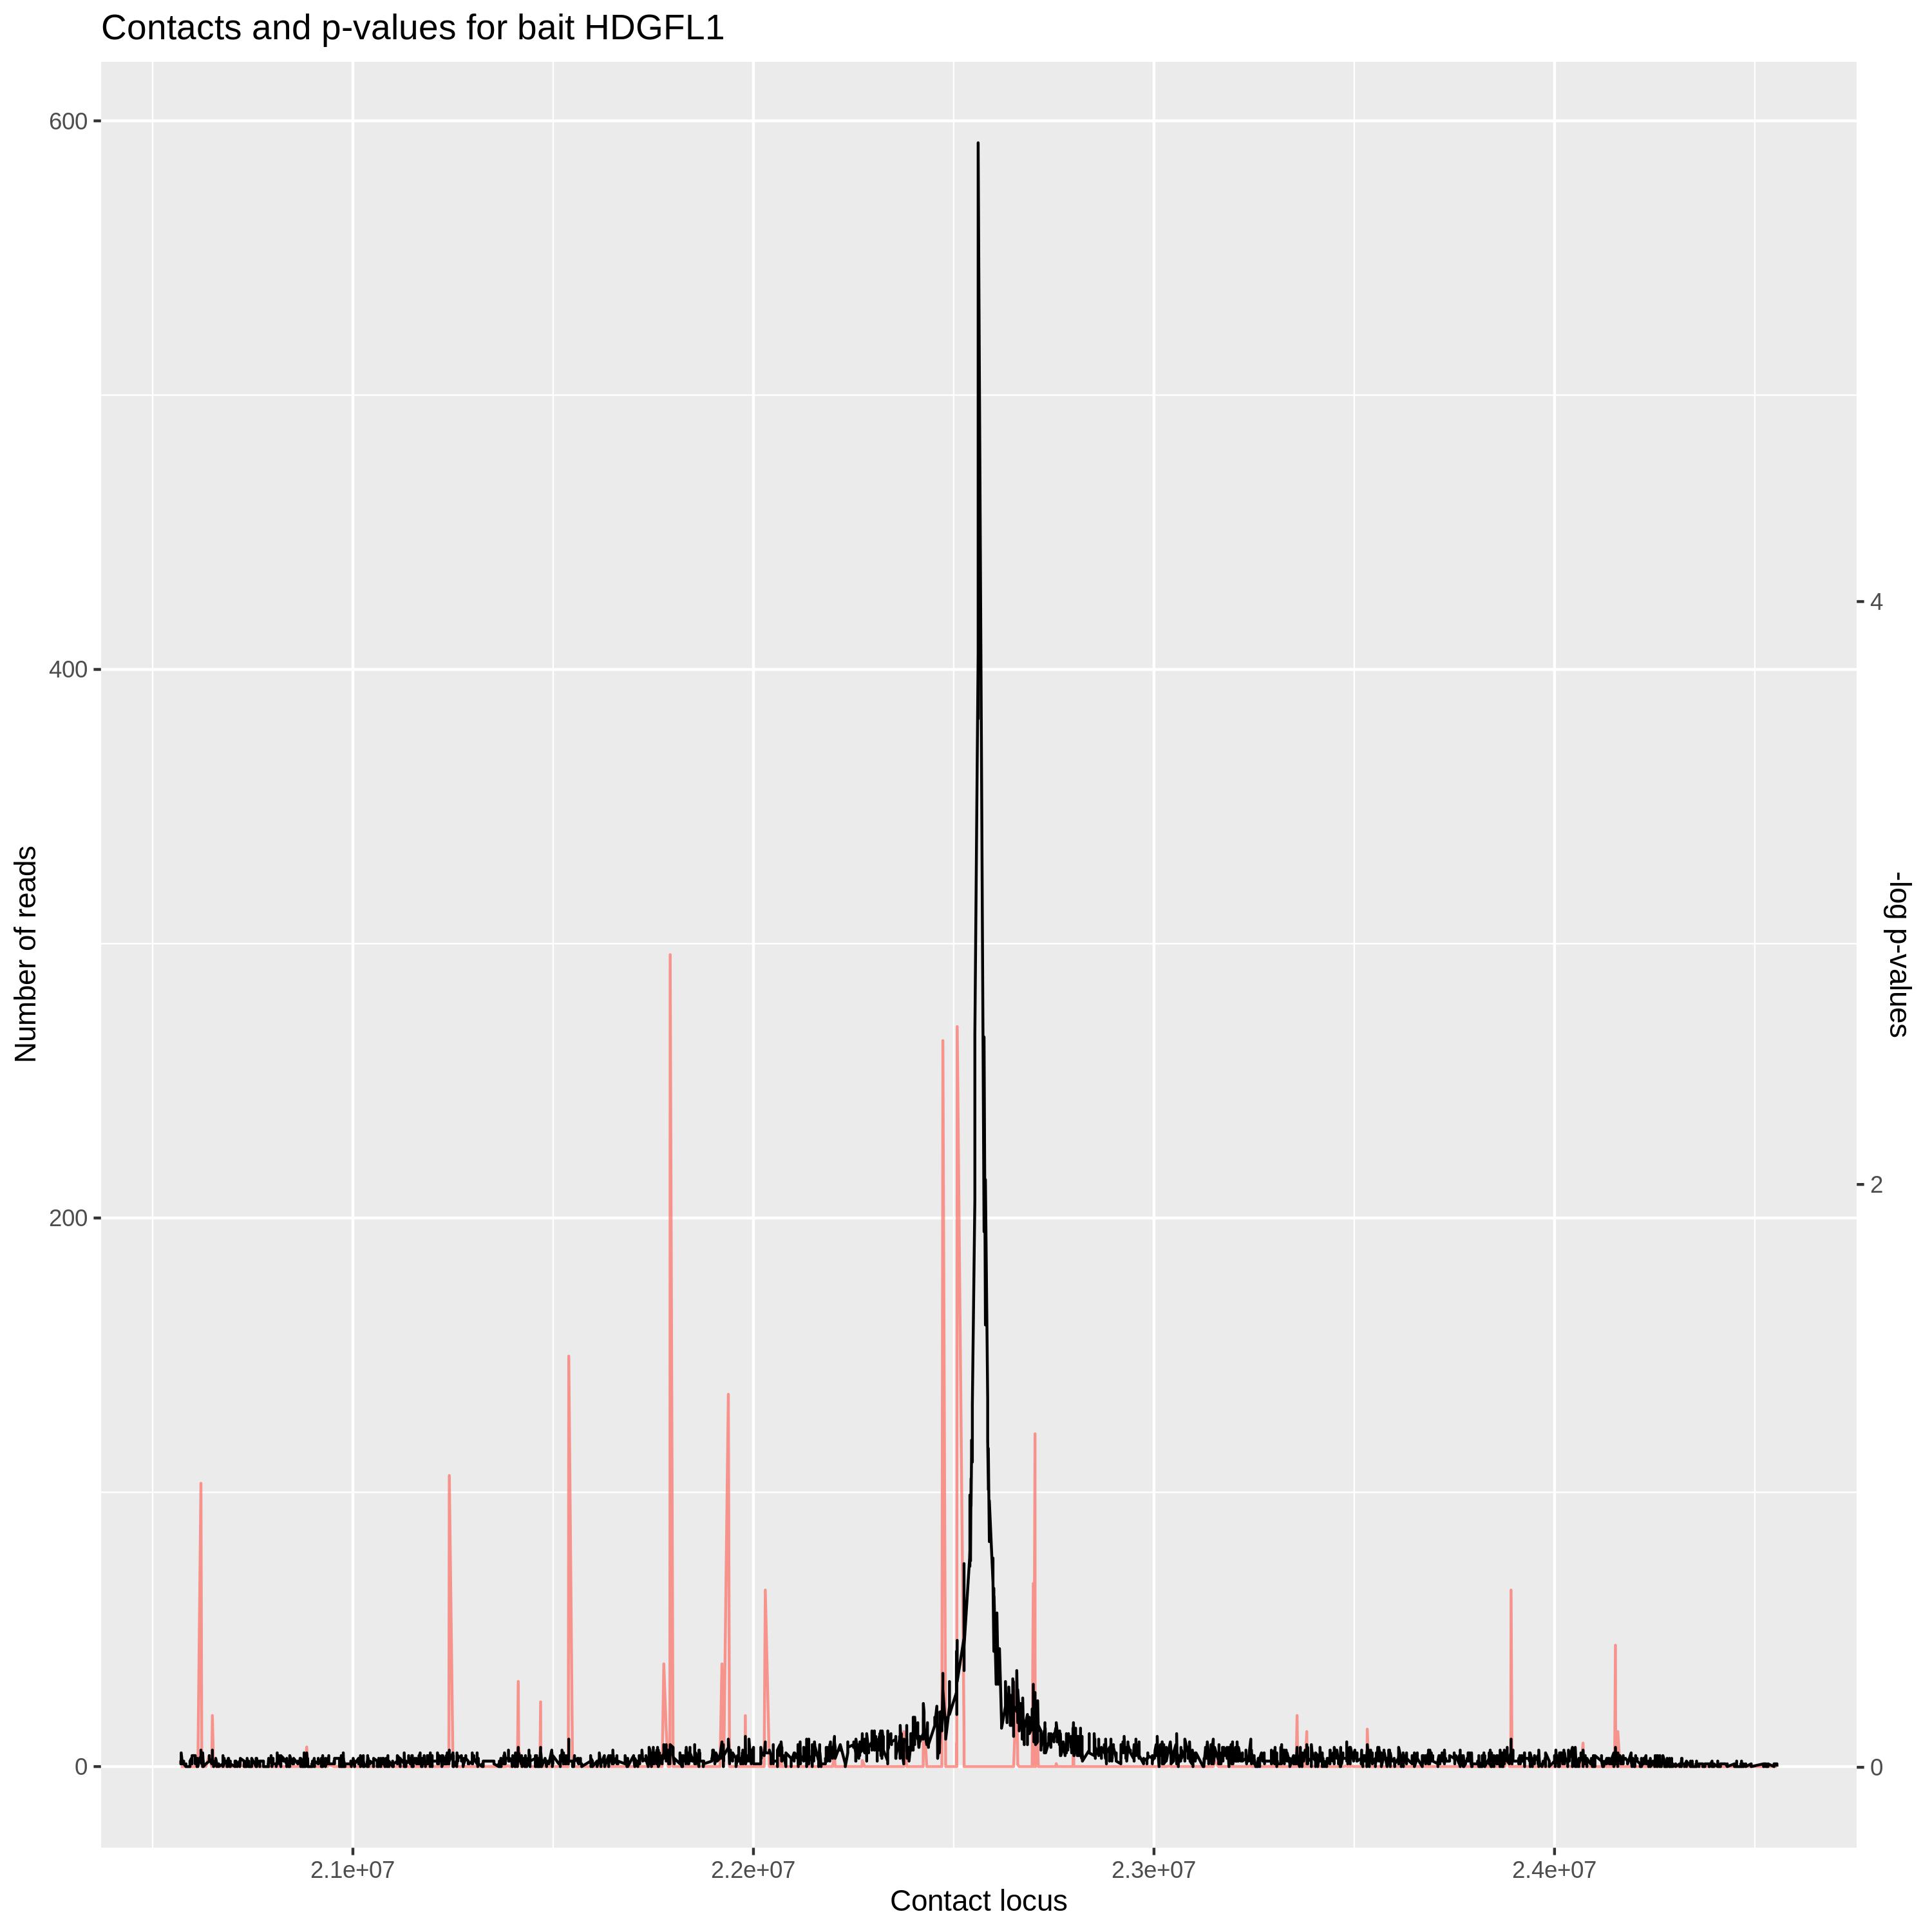 Contacts and p-values for bait HDGFL1
600
400
200
0
Number of reads
4
2
0
-log p-values
2.1e+07
2.2e+07
2.3e+07
2.4e+07
Contact locus